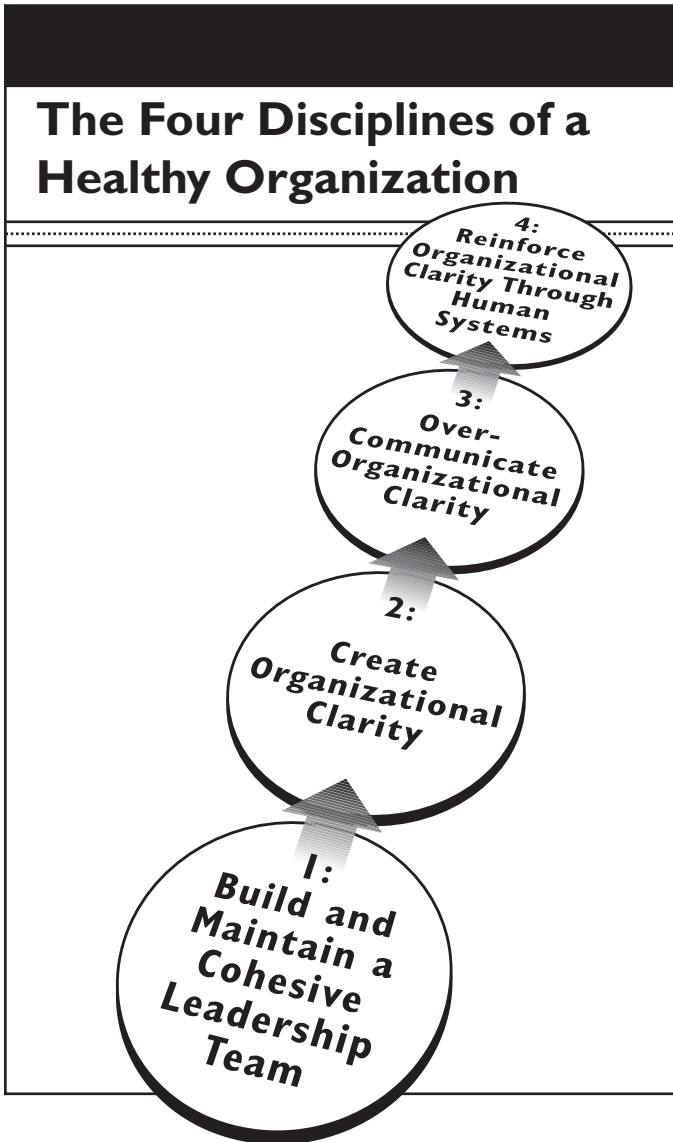 The Four Disciplines of a
Healthy Organization
4:
Reinforce
Organizational
Clarity Through
Human
Systems
3:
Over-
Communicate
Organizational
Clarity
2:
Create
Organizational
Clarity
1:
Build and
Maintain a
Cohesive
Leadership
Team